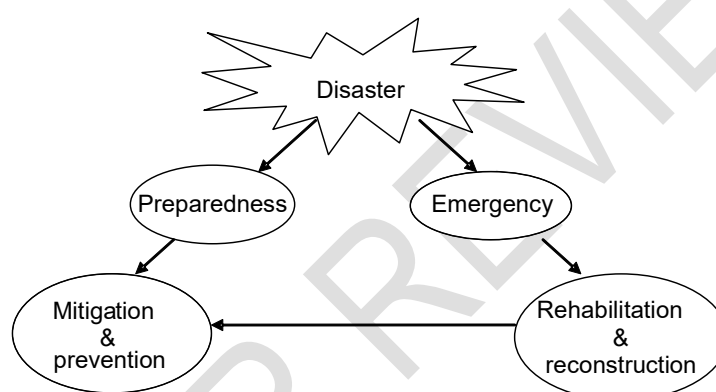 Disaster
Preparedness
Emergency
Mitigation
&
prevention
Rehabilitation
&
reconstruction